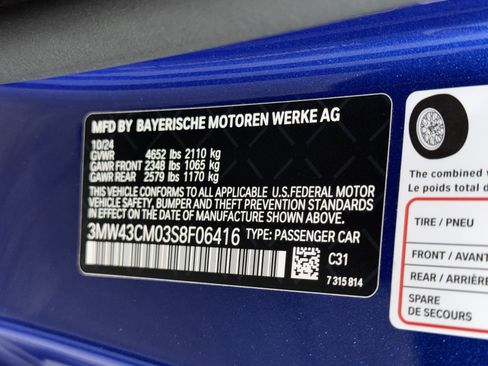 MFD BY BAYERISCHE MOTOREN WERKE AG
10/24
GVWR 4652 lbs 2110 kg
GAWR FRONT 2348 lbs 1065 kg
GAWR REAR 2579 lbs 1170 kg
THIS VEHICLE CONFORMS TO ALL APPLICABLE U.S.FEDERAL MOTOR
VEHICLE SAFETY, BUMPER, AND THEFT PREVENTION STANDARDS
IN EFFECT ON THE DATE OF MANUFACTURE SHOWN ABOVE.
3MW43CM03S8F06416 TYPE: PASSENGER CAR
C31
7 315 814
The combined
Le poids total d
TIRE / PNEU
FRONT / AVANT
REAR / ARRIÈRE
SPARE
DE SECOURS